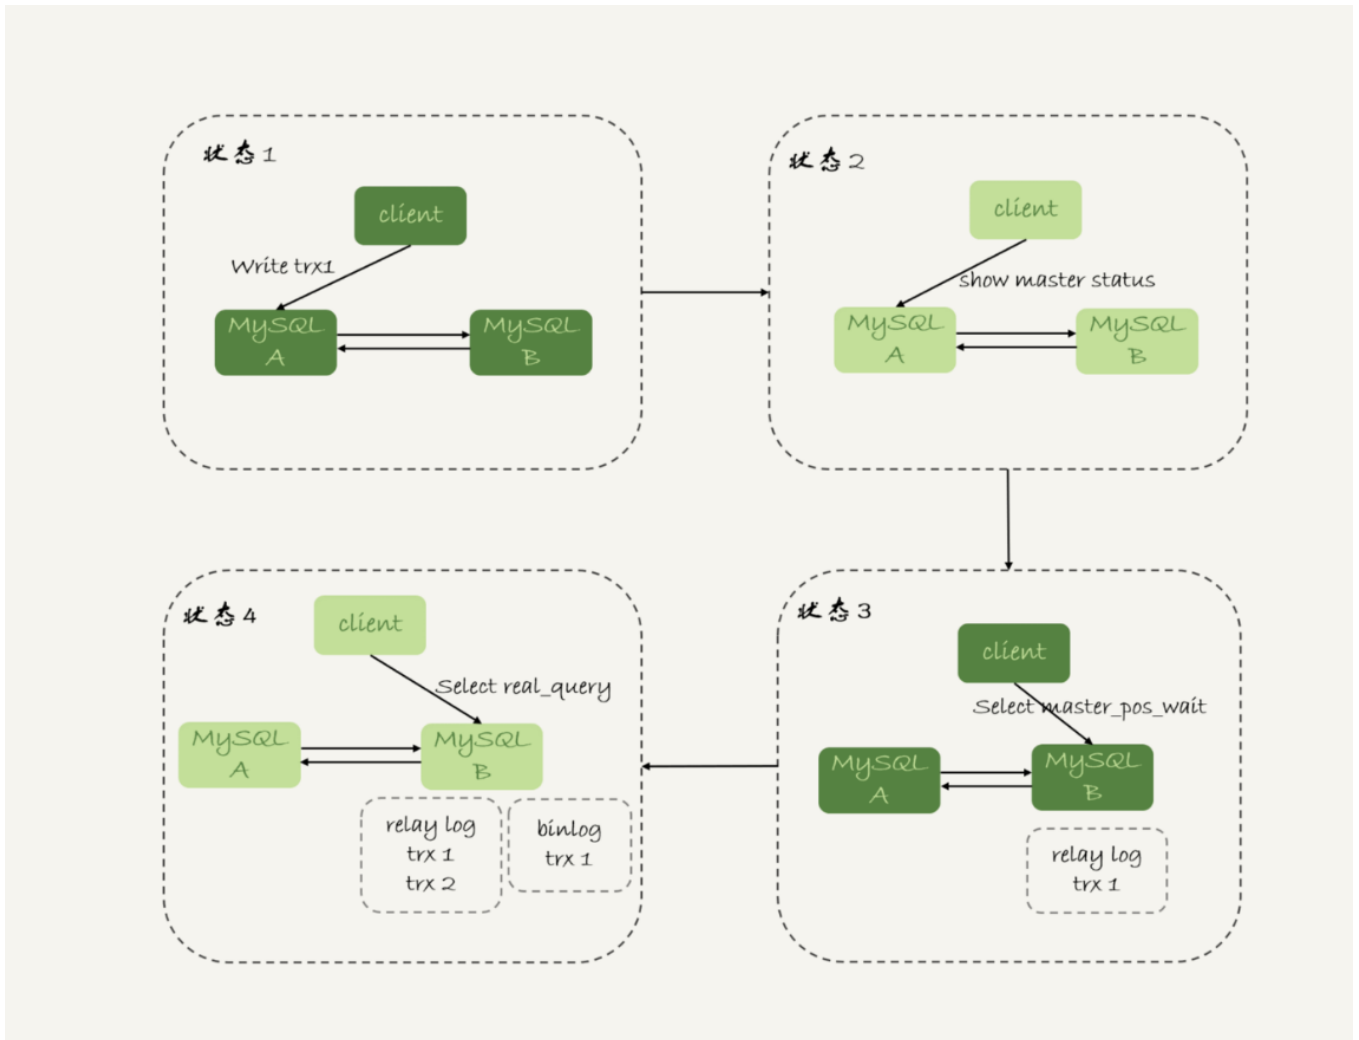 状态1
client
Write trx1
MySQL
A
MySQL
B
状态2
client
show master status
MySQL
A
MySQL
B
状态3
client
Select master_pos_wait
MySQL
A
MySQL
B
relay log
trx 1
状态4
client
Select real_query
MySQL
A
MySQL
B
relay log
trx 1
trx 2
binlog
trx 1